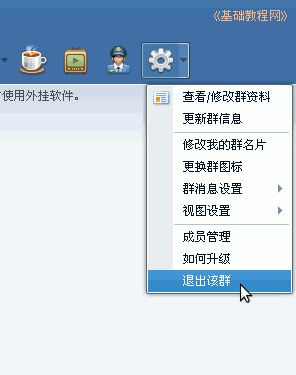 《基础教程网》
使用外挂软件。
查看/修改群资料
更新群信息
修改我的群名片
更换群图标
群消息设置
视图设置
成员管理
如何升级
退出该群